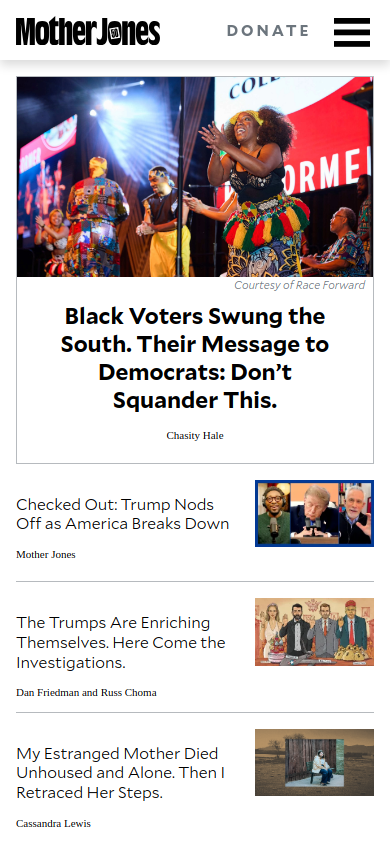 Mother Jones
DONATE
COLL
ORMER
ORME
Courtesy of Race Forward
Black Voters Swung the
South. Their Message to
Democrats: Don’t
Squander This.
Chasity Hale
Checked Out: Trump Nods
Off as America Breaks Down
Mother Jones
The Trumps Are Enriching
Themselves. Here Come the
Investigations.
Dan Friedman and Russ Choma
My Estranged Mother Died
Unhoused and Alone. Then I
Retraced Her Steps.
Cassandra Lewis